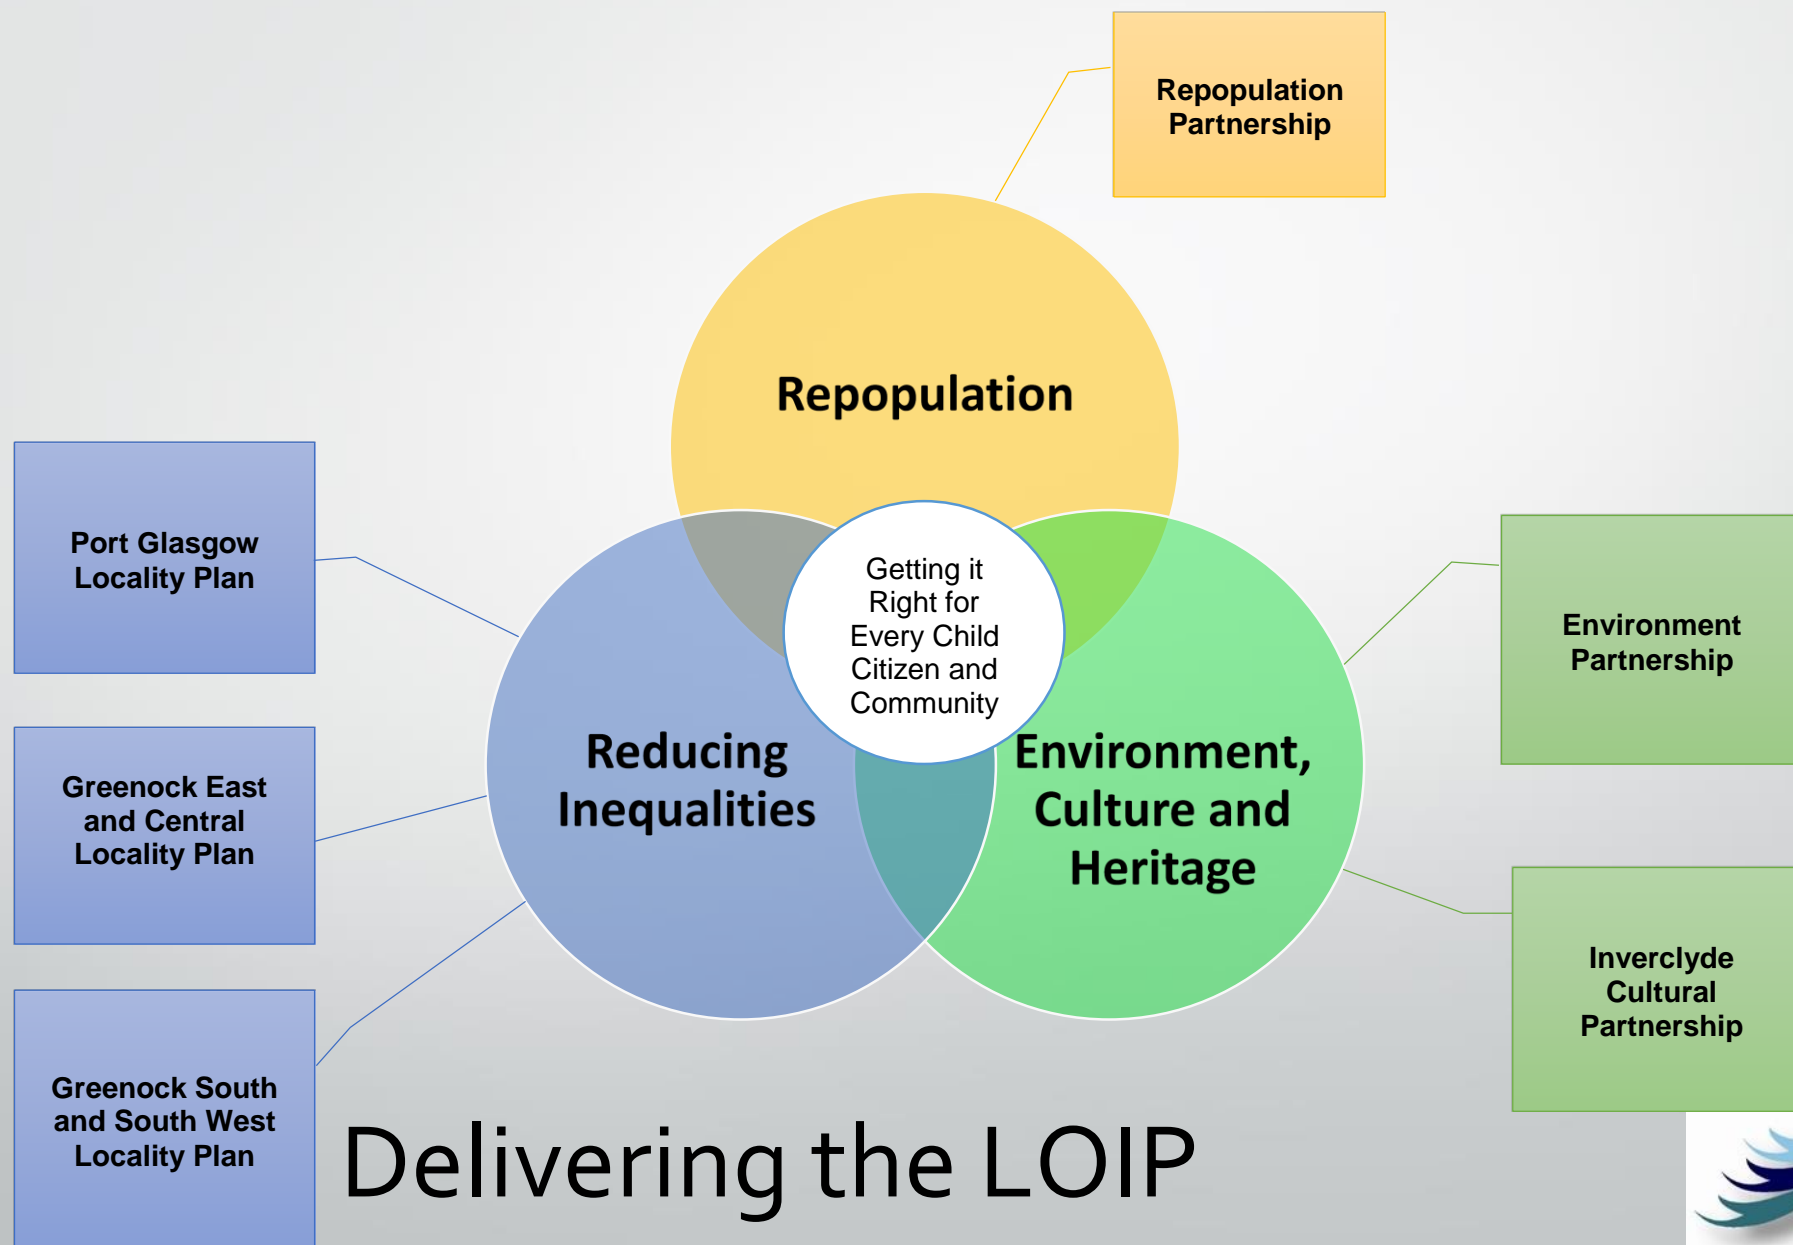 Repopulation
Partnership
Repopulation
Port Glasgow
Locality Plan
Getting it
Right for
Every Child
Citizen and
Community
Environment
Partnership
Reducing
Inequalities
Environment,
Culture and
Heritage
Greenock East
and Central
Locality Plan
Inverclyde
Cultural
Partnership
Greenock South
and South West
Locality Plan
Delivering the LOIP